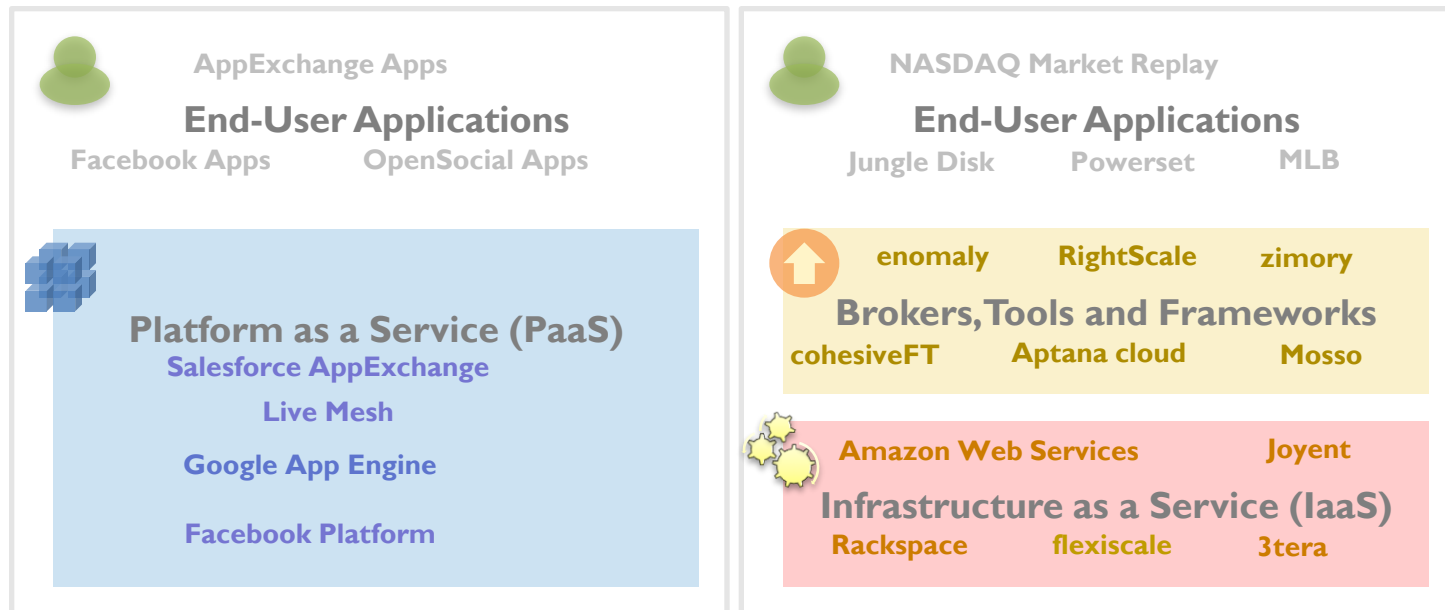 AppExchange Apps
End-User Applications
Facebook Apps OpenSocial Apps
Platform as a Service (PaaS)
Salesforce AppExchange
Live Mesh
Google App Engine
Facebook Platform
NASDAQ Market Replay
End-User Applications
Jungle Disk Powerset MLB
enomaly RightScale zimory
Brokers, Tools and Frameworks
cohesiveFT Aptana cloud Mosso
Amazon Web Services Joyent
Infrastructure as a Service (IaaS)
Rackspace flexiscale 3tera